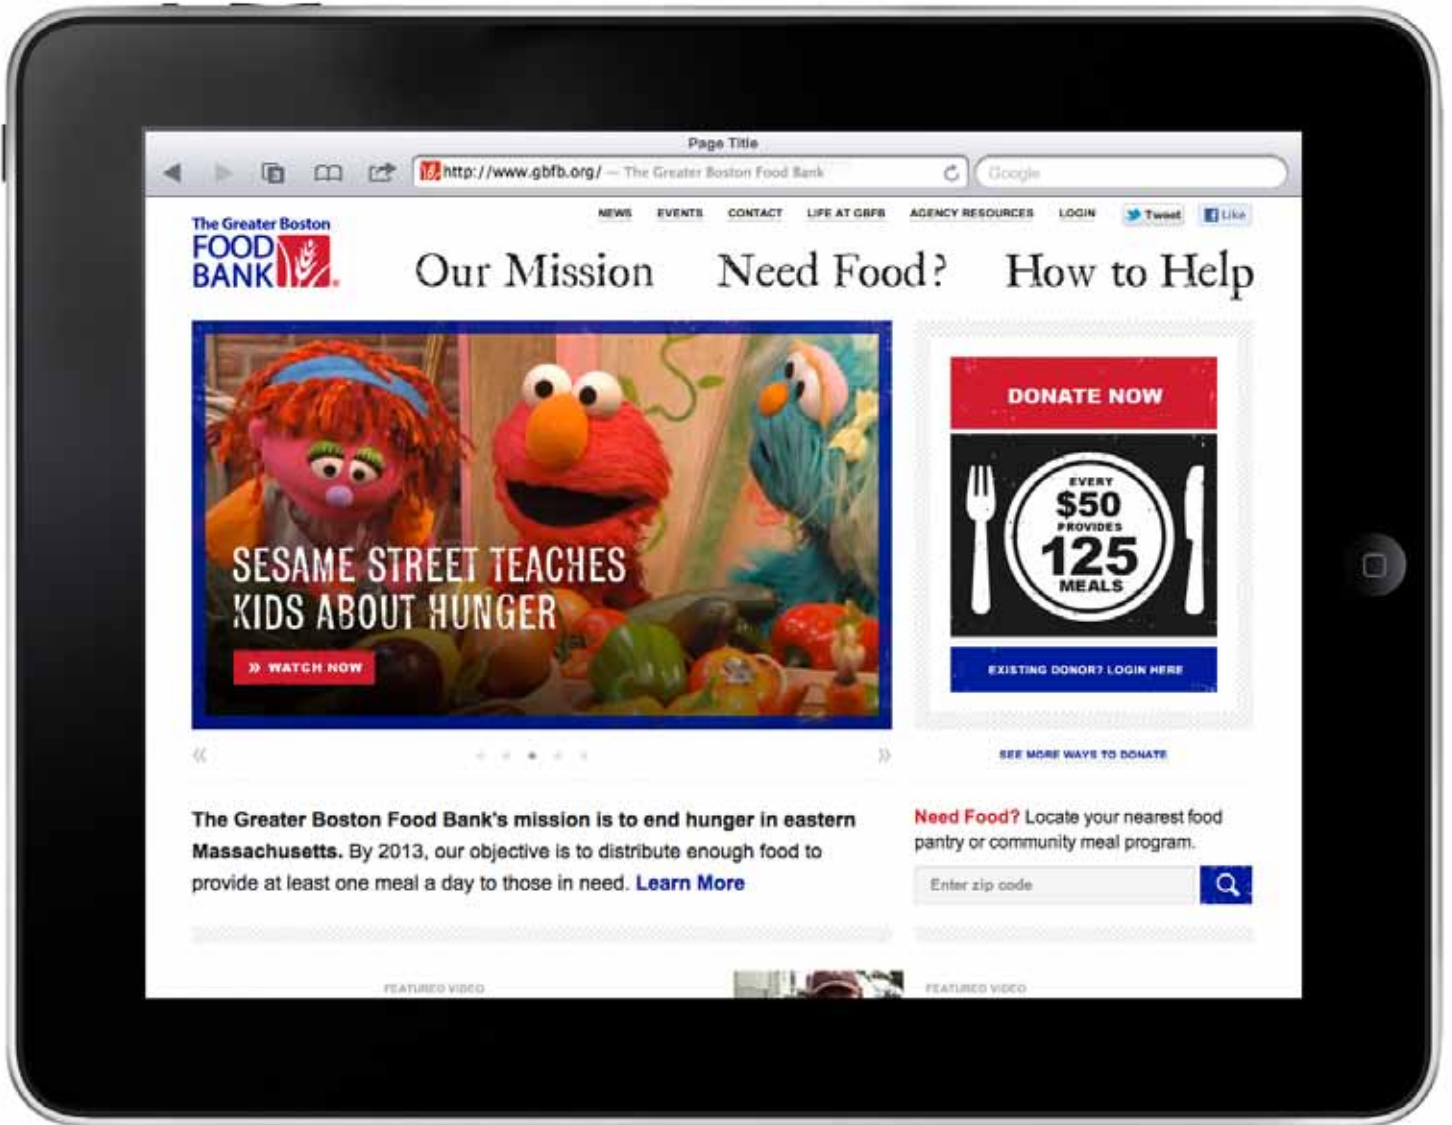 Page Title
http://www.gbfb.org/ — The Greater Boston Food Bank
Google
NEWS EVENTS CONTACT LIFE AT GBFB AGENCY RESOURCES LOGIN Tweet Like
The Greater Boston
FOOD
BANK
Our Mission Need Food? How to Help
SESAME STREET TEACHES
KIDS ABOUT HUNGER
» WATCH NOW
DONATE NOW
EVERY
$50
PROVIDES
125
MEALS
EXISTING DONOR? LOGIN HERE
SEE MORE WAYS TO DONATE
The Greater Boston Food Bank's mission is to end hunger in eastern
Massachusetts. By 2013, our objective is to distribute enough food to
provide at least one meal a day to those in need. Learn More
Need Food? Locate your nearest food
pantry or community meal program.
Enter zip code
FEATURED VIDEO
FEATURED VIDEO